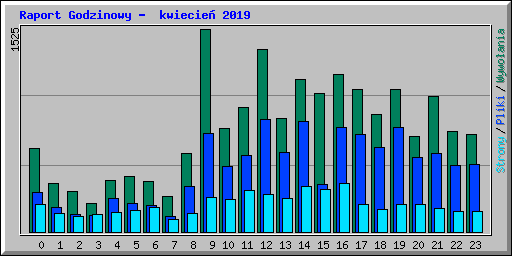 Raport Godzinowy - kwiecień 2019
1525
Strony/Pliki/Wywołania
0 1 2 3 4 5 6 7 8 9 10 11 12 13 14 15 16 17 18 19 20 21 22 23